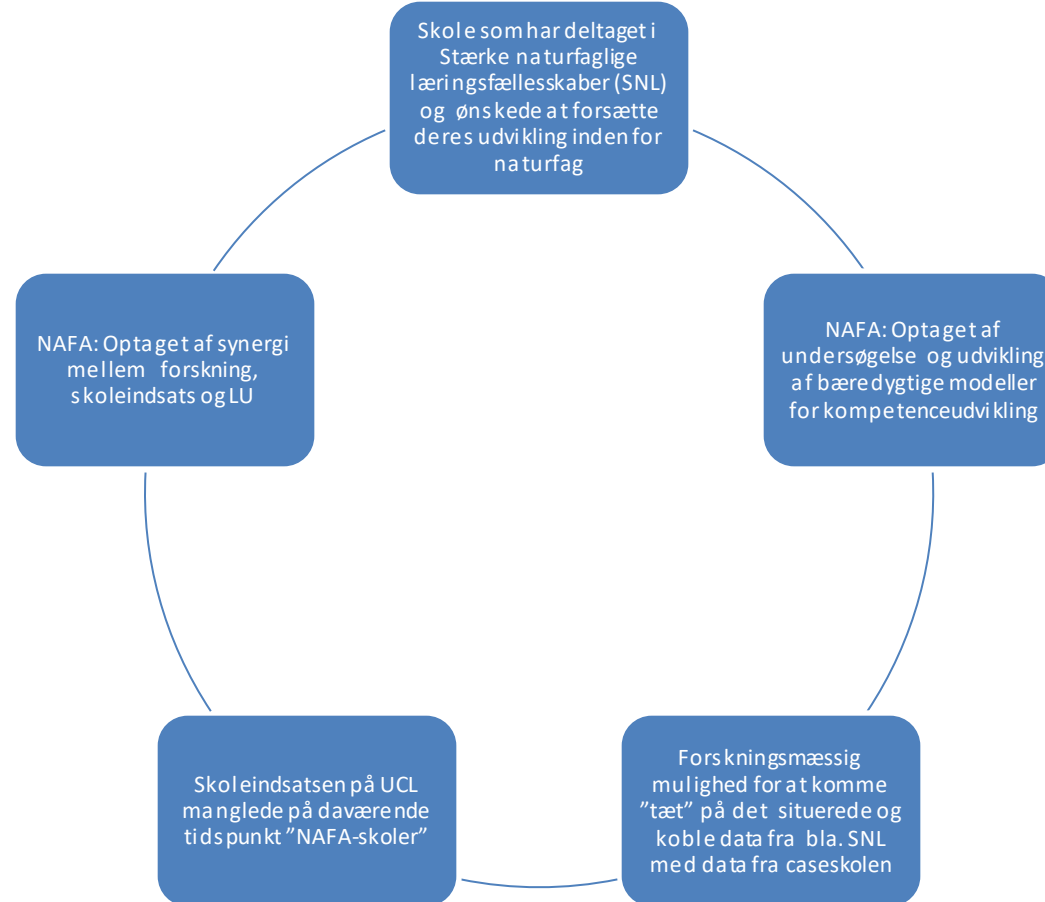 Skole som har deltaget i
Stærke naturfaglige
læringsfællesskaber (SNL)
og ønskede at forsætte
deres udvikling inden for
naturfag
NAFA: Optaget af
undersøgelse og udvikling
af bæredygtige modeller
for kompetenceudvikling
Forskningsmæssig
mulighed for at komme
”tæt” på det situerede og
koble data fra bla. SNL
med data fra caseskolen
Skoleindsatsen på UCL
manglede på daværende
tidspunkt ”NAFA-skoler”
NAFA: Optaget af synergi
mellem forskning,
skoleindsats og LU